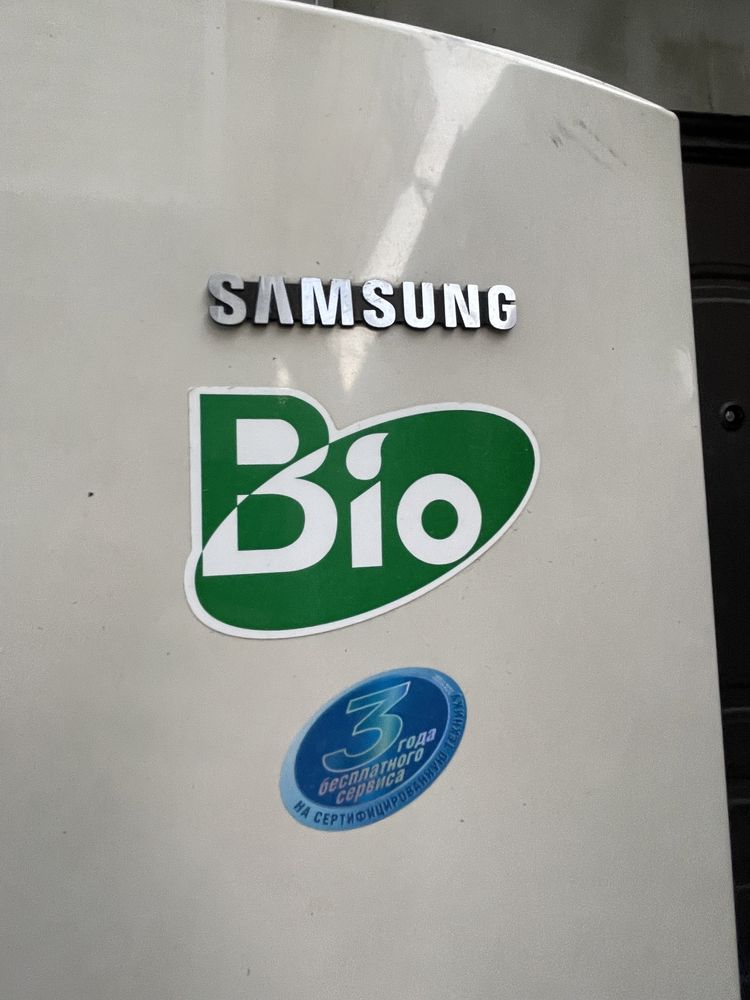 SAMSUNG
Bio
3
года
бесплатного
сервиса
НА СЕРТИФИЦИРОВАННУЮ ТЕХНИКУ